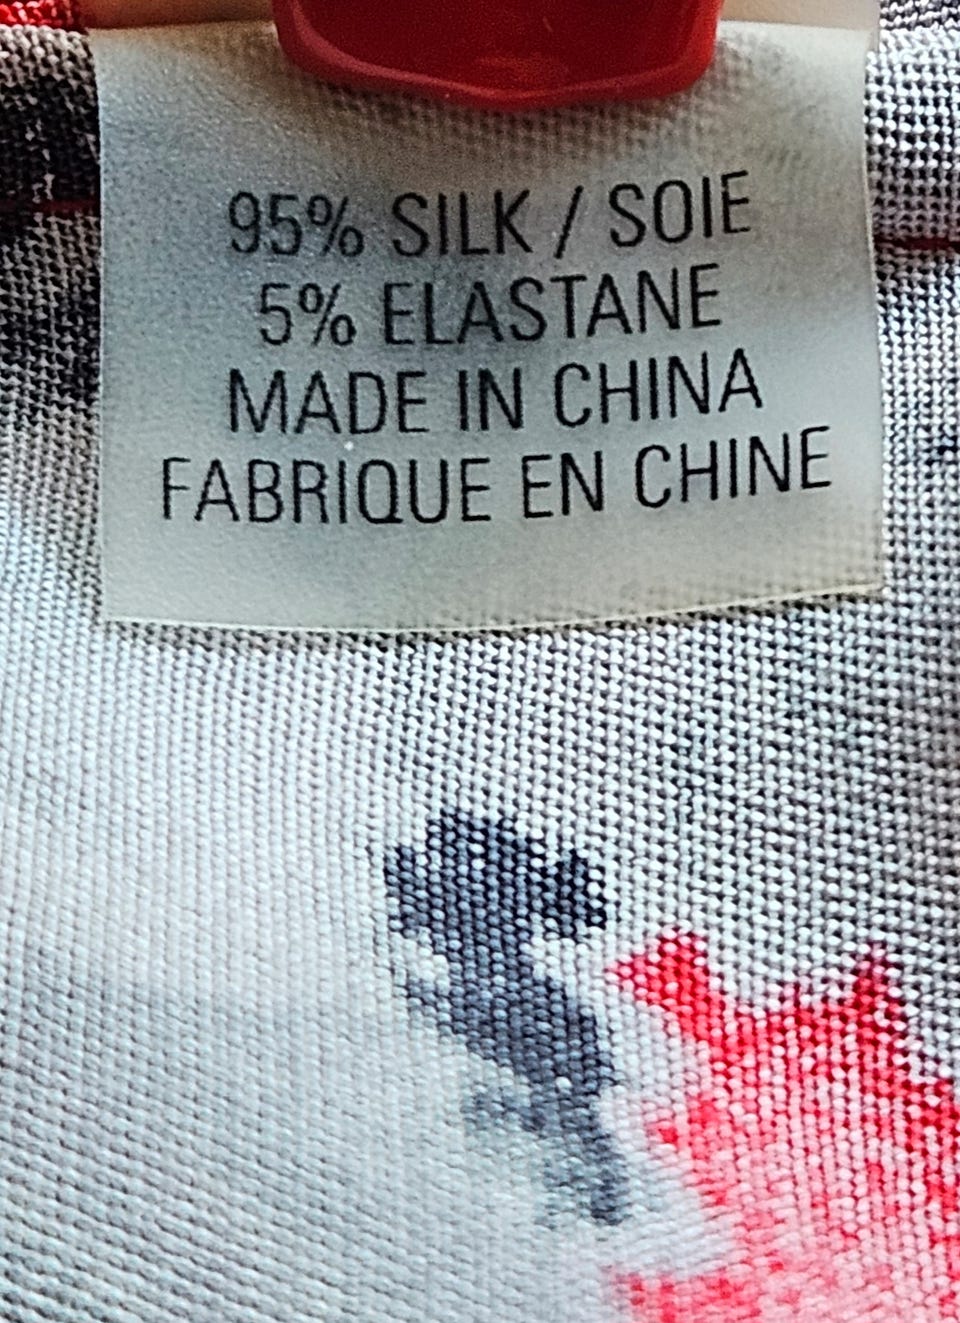 95% SILK / SOIE
5% ELASTANE
MADE IN CHINA
FABRIQUE EN CHINE